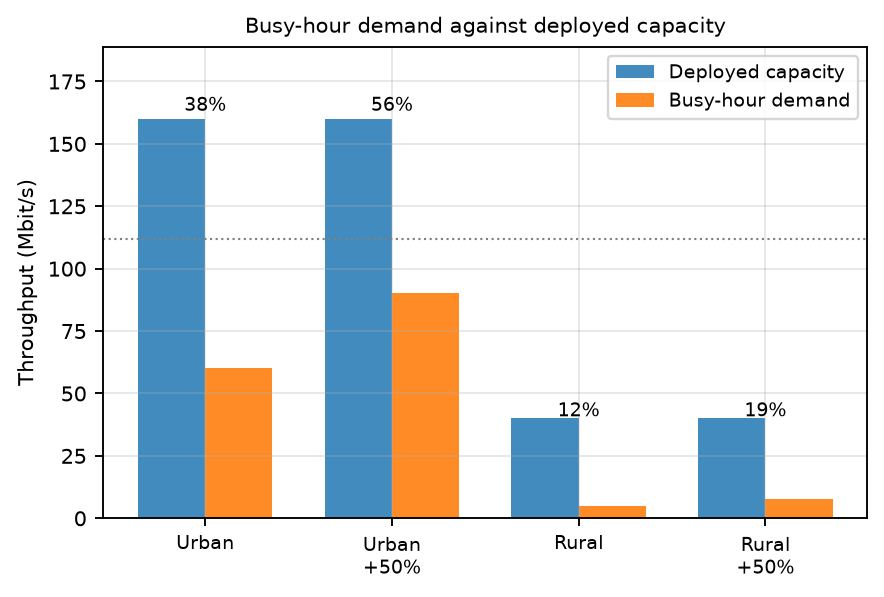 Busy-hour demand against deployed capacity
Deployed capacity
Busy-hour demand
Throughput (Mbit/s)
175
150
125
100
75
50
25
0
38%
56%
12%
19%
Urban
Urban
+50%
Rural
Rural
+50%